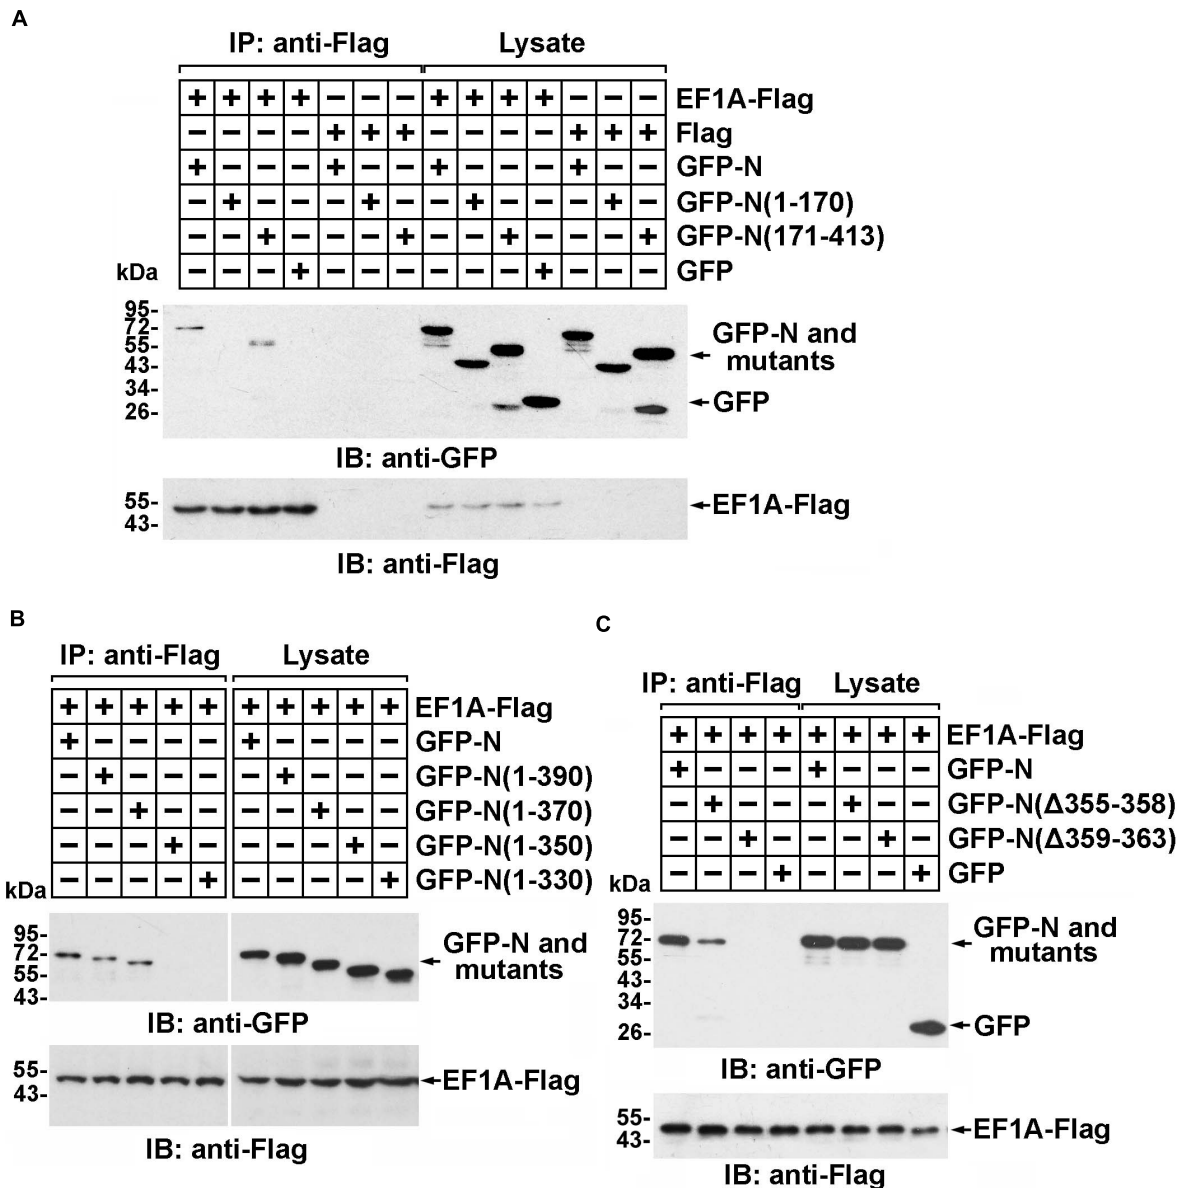 A
IP: anti-Flag Lysate
+ + + + − − − + + + + − − − EF1A-Flag
− − − − + + + − − − − + + + Flag
+ − − − + − − + − − − + − − GFP-N
− + − − − + − − + − − − + − GFP-N(1-170)
− − + − − − + − − + − − − + GFP-N(171-413)
− − − + − − − − − − + − − − GFP
kDa
95-
72-
55-
43-
34-
26-
GFP-N and
mutants
GFP
IB: anti-GFP
55-
43-
EF1A-Flag
IB: anti-Flag
B
IP: anti-Flag Lysate
+ + + + + + + + + + EF1A-Flag
+ − − − − + − − − − GFP-N
− + − − − − + − − − GFP-N(1-390)
− − + − − − − + − − GFP-N(1-370)
− − − + − − − − + − GFP-N(1-350)
− − − − + − − − − + GFP-N(1-330)
kDa
95-
72-
55-
43-
GFP-N and
mutants
IB: anti-GFP
55-
43-
EF1A-Flag
IB: anti-Flag
C
IP: anti-Flag Lysate
+ + + + + + + + EF1A-Flag
+ − − − + − − − GFP-N
− + − − − + − − GFP-N(Δ355-358)
− − + − − − + − GFP-N(Δ359-363)
− − − + − − − + GFP
kDa
95-
72-
55-
43-
34-
26-
GFP-N and
mutants
GFP
IB: anti-GFP
55-
43-
EF1A-Flag
IB: anti-Flag